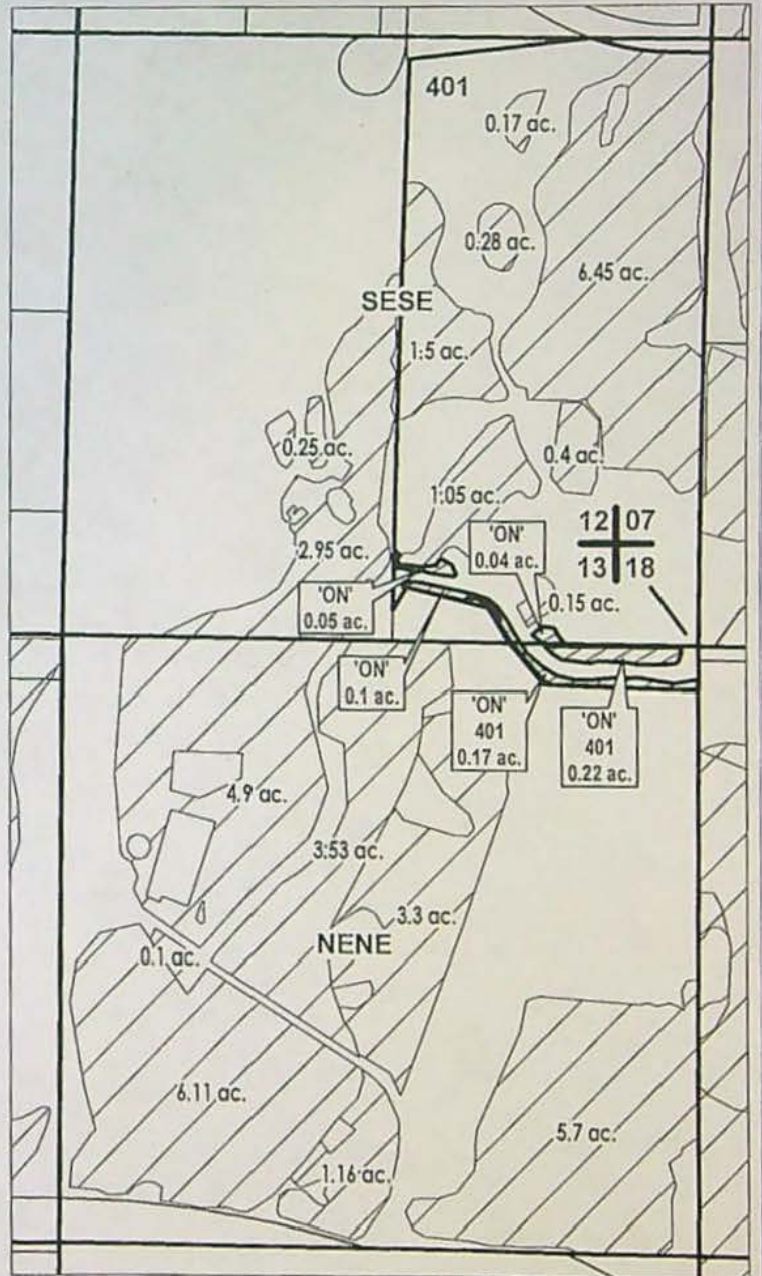 401
0.17 ac.
0.28 ac.
6.45 ac.
SESE
1.5 ac.
0.25 ac.
0.4 ac.
1.05 ac.
12 07
13 18
2.95 ac.
'ON'
0.04 ac.
'ON'
0.05 ac.
0.15 ac.
'ON'
0.1 ac.
'ON'
401
0.17 ac.
'ON'
401
0.22 ac.
4.9 ac.
3.53 ac.
3.3 ac.
NENE
0.1 ac.
6.11 ac.
5.7 ac.
1.16 ac.